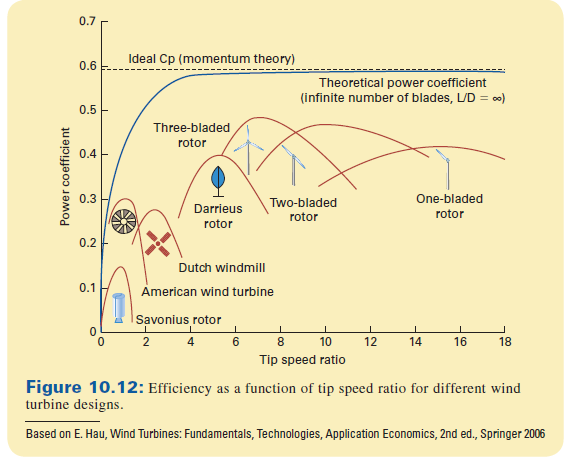 0.7
0.6
0.5
0.4
0.3
0.2
0.1
0
Power coefficient
Ideal Cp (momentum theory)
Theoretical power coefficient
(infinite number of blades, L/D = ∞)
Three-bladed
rotor
Darrieus
rotor
Two-bladed
rotor
One-bladed
rotor
Dutch windmill
American wind turbine
Savonius rotor
0 2 4 6 8 10 12 14 16 18
Tip speed ratio
Figure 10.12: Efficiency as a function of tip speed ratio for different wind
turbine designs.
Based on E. Hau, Wind Turbines: Fundamentals, Technologies, Application Economics, 2nd ed., Springer 2006